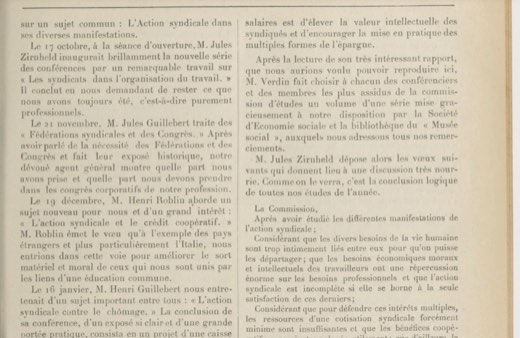 sur un sujet commun : L'Action syndicale dans
ses diverses manifestations.
Le 17 octobre, à la séance d'ouverture, M. Jules
Zirnheld inaugurait brillamment la nouvelle série
des conférences par un remarquable travail sur
« Les syndicats dans l'organisation du travail. »
Il conclut en nous demandant de rester ce que
nous avons toujours été, c'est-à-dire purement
professionnels.
Le 21 novembre, M. Jules Guillebert traite des
« Fédérations syndicales et des Congrès. » Après
avoir parlé de la nécessité des Fédérations et des
Congrès et fait leur exposé historique, notre
dévoué agent général montre quelle part nous
avons prise et quelle part nous devons prendre
dans les congrès corporatifs de notre profession.
Le 19 décembre, M. Henri Roblin aborde un
sujet nouveau pour nous et d'un grand intérêt :
« L'action syndicale et le crédit coopératif. »
M. Roblin émet le vœu qu'à l'exemple des pays
étrangers et plus particulièrement l'Italie, nous
entrions dans cette voie pour améliorer le sort
matériel et moral de ceux qui nous sont unis par
les liens d'une éducation commune.
Le 16 janvier, M. Henri Guillebert nous entre-
tenait d'un sujet important entre tous : « L'action
syndicale contre le chômage. » La conclusion de
sa conférence, d'un exposé si clair et d'une grande
portée pratique, consista en un projet d'une caisse
salaires est d'élever la valeur intellectuelle des
syndiqués et d'encourager la mise en pratique des
multiples formes de l'épargne.
Après la lecture de son très intéressant rapport,
que nous aurions voulu pouvoir reproduire ici,
M. Verdin fait choisir à chacun des conférenciers
et des membres les plus assidus de la commis-
sion d'études un volume d'une série mise gra-
cieusement à notre disposition par la Société
d'Economie sociale et la bibliothèque du « Musée
social », auxquels nous adressons tous nos remer-
ciements.
M. Jules Zirnheld dépose alors les vœux sui-
vants qui donnent lieu à une discussion très nour-
rie. Comme on le verra, c'est la conclusion logique
de toutes nos études de l'année.
La Commission,
Après avoir étudié les différentes manifestations de
l'action syndicale ;
Considérant que les divers besoins de la vie humaine
sont trop intimement liés entre eux pour qu'on puisse
les départager ; que les besoins économiques moraux
et intellectuels des travailleurs ont une répercussion
énorme sur les besoins professionnels et que l'action
syndicale est incomplète si elle se borne à la seule
satisfaction de ces derniers ;
Considérant que pour défendre ces intérêts multiples,
les ressources d'une cotisation syndicale forcément
minime sont insuffisantes et que les bénéfices coopé-